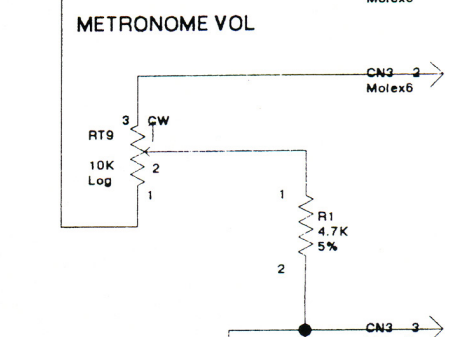 Molex6
METRONOME VOL
CN3 2
Molex6
3 CW
RT9
10K
2
Log
1
1
R1
4.7K
5%
2
CN3 3